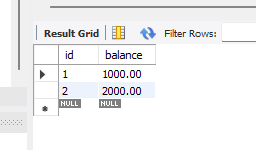 Result Grid Filter Rows:
id balance
1 1000.00
2 2000.00
NULL NULL